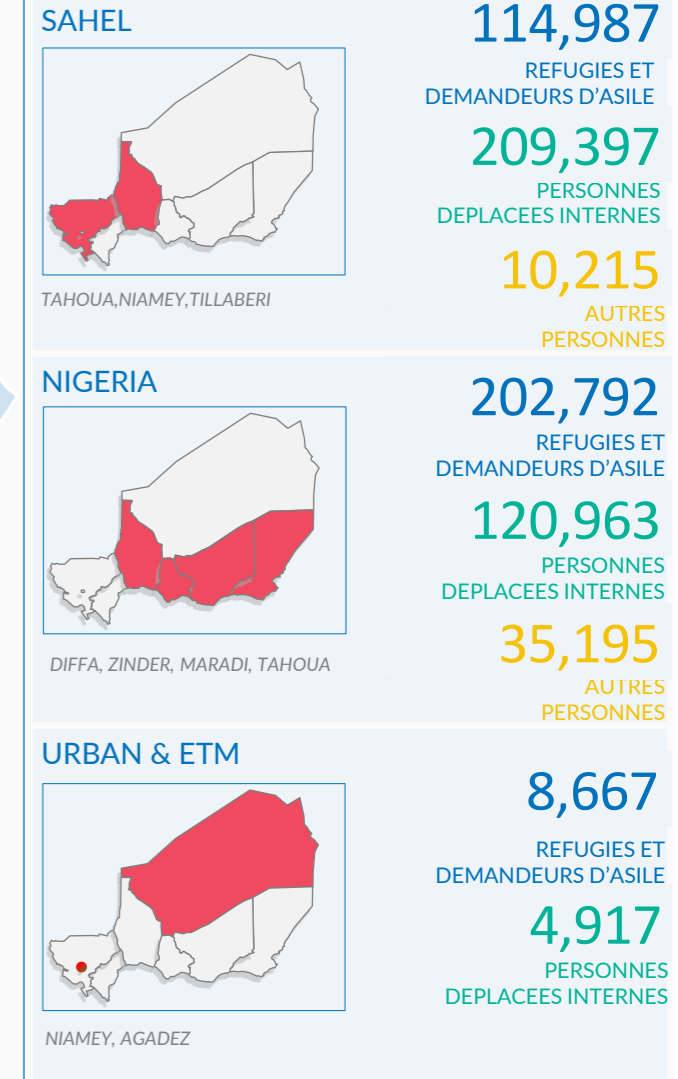 SAHEL
114,987
REFUGIES ET
DEMANDEURS D'ASILE
209,397
PERSONNES
DEPLACEES INTERNES
10,215
AUTRES
PERSONNES
TAHOUA,NIAMEY,TILLABERI
NIGERIA
202,792
REFUGIES ET
DEMANDEURS D'ASILE
120,963
PERSONNES
DEPLACEES INTERNES
35,195
AUTRES
PERSONNES
DIFFA, ZINDER, MARADI, TAHOUA
URBAN & ETM
8,667
REFUGIES ET
DEMANDEURS D'ASILE
4,917
PERSONNES
DEPLACEES INTERNES
NIAMEY, AGADEZ